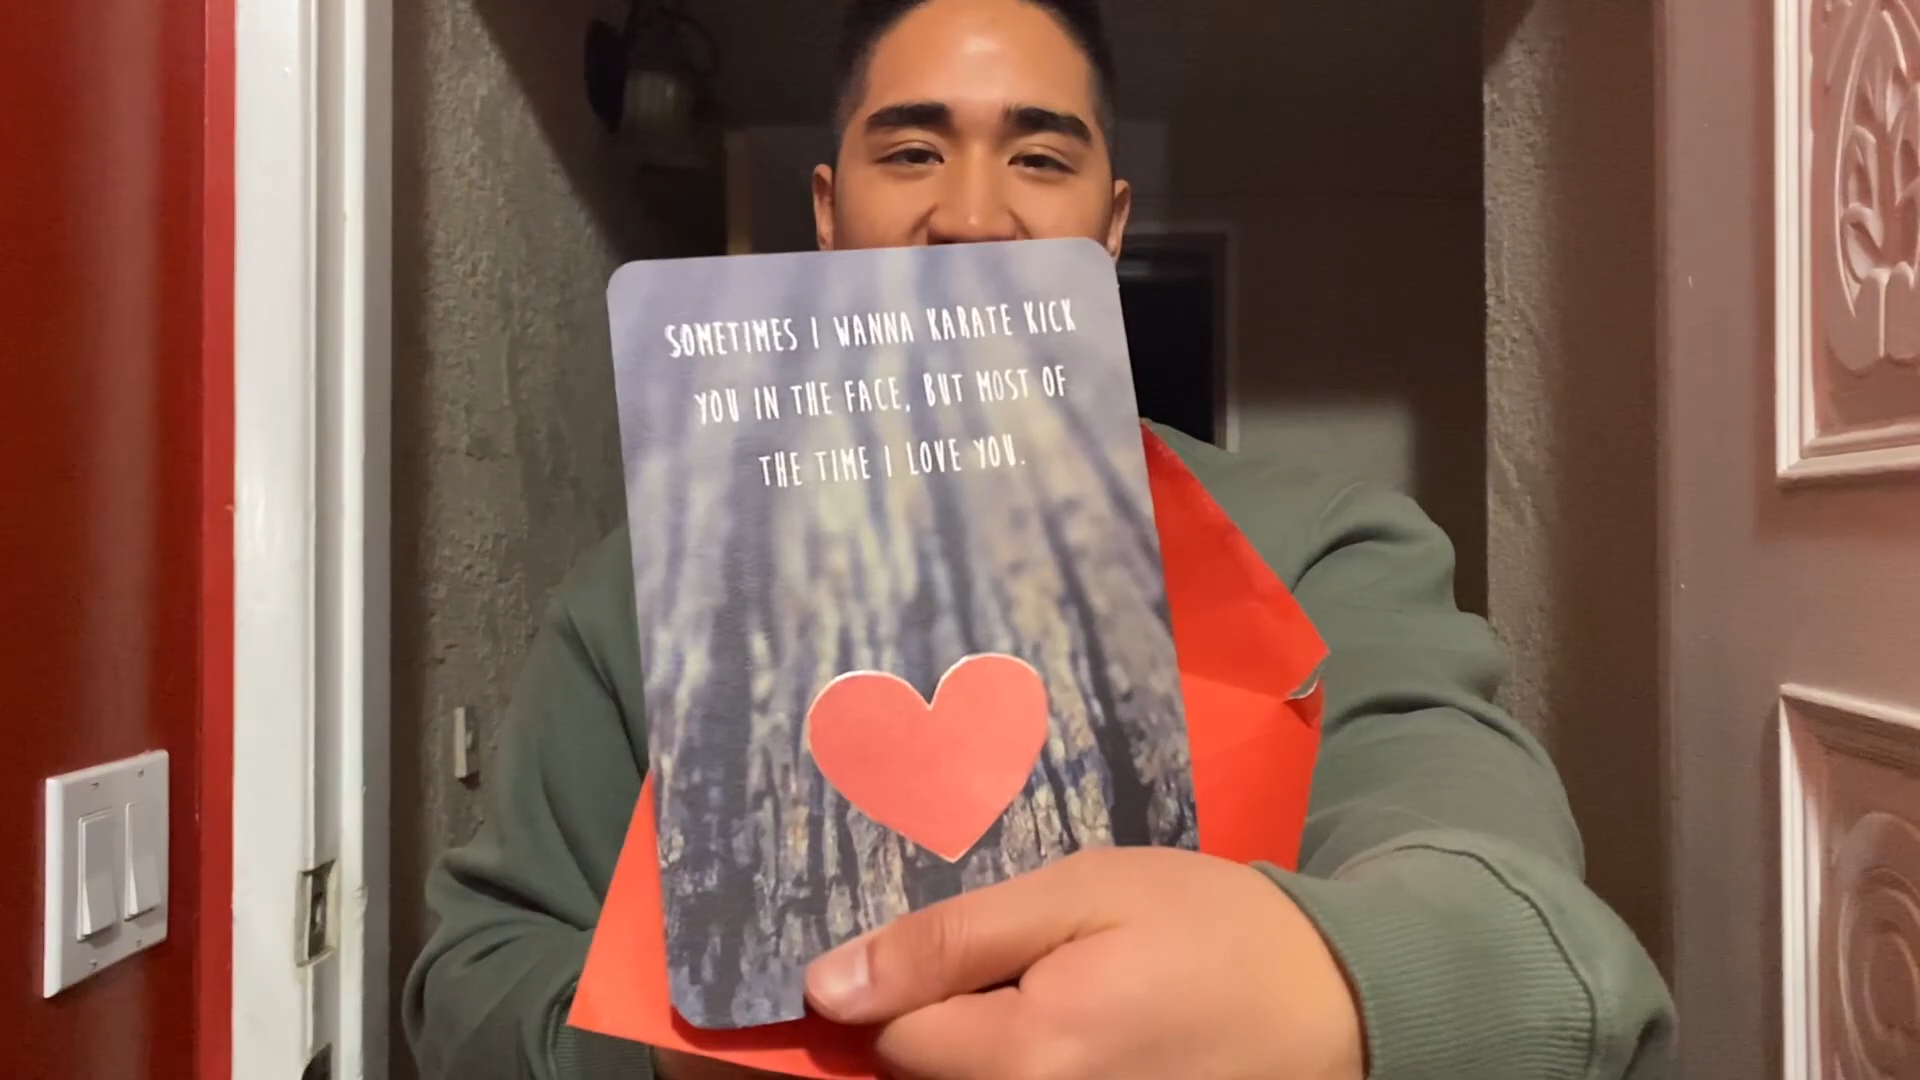 SOMETIMES I WANNA KARATE KICK
YOU IN THE FACE, BUT MOST OF
THE TIME I LOVE YOU.